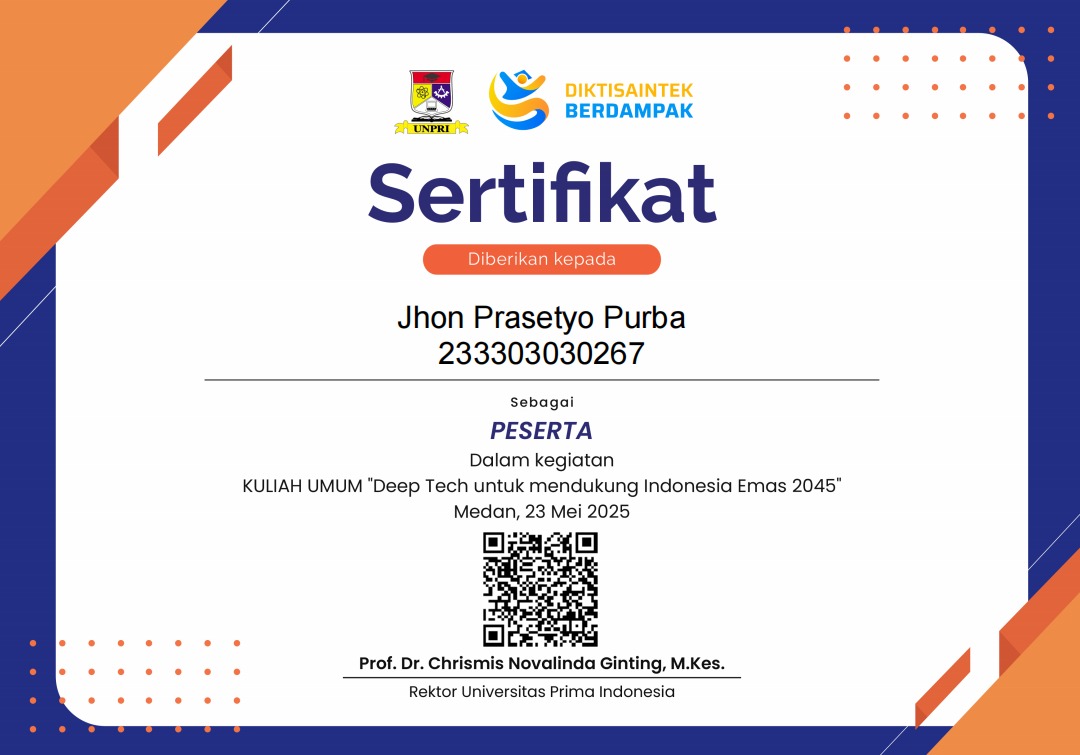 UNPRI
DIKTISAINTEK
BERDAMPAK
Sertifikat
Diberikan kepada
Jhon Prasetyo Purba
233303030267
Sebagai
PESERTA
Dalam kegiatan
KULIAH UMUM "Deep Tech untuk mendukung Indonesia Emas 2045"
Medan, 23 Mei 2025
Prof. Dr. Chrismis Novalinda Ginting, M.Kes.
Rektor Universitas Prima Indonesia